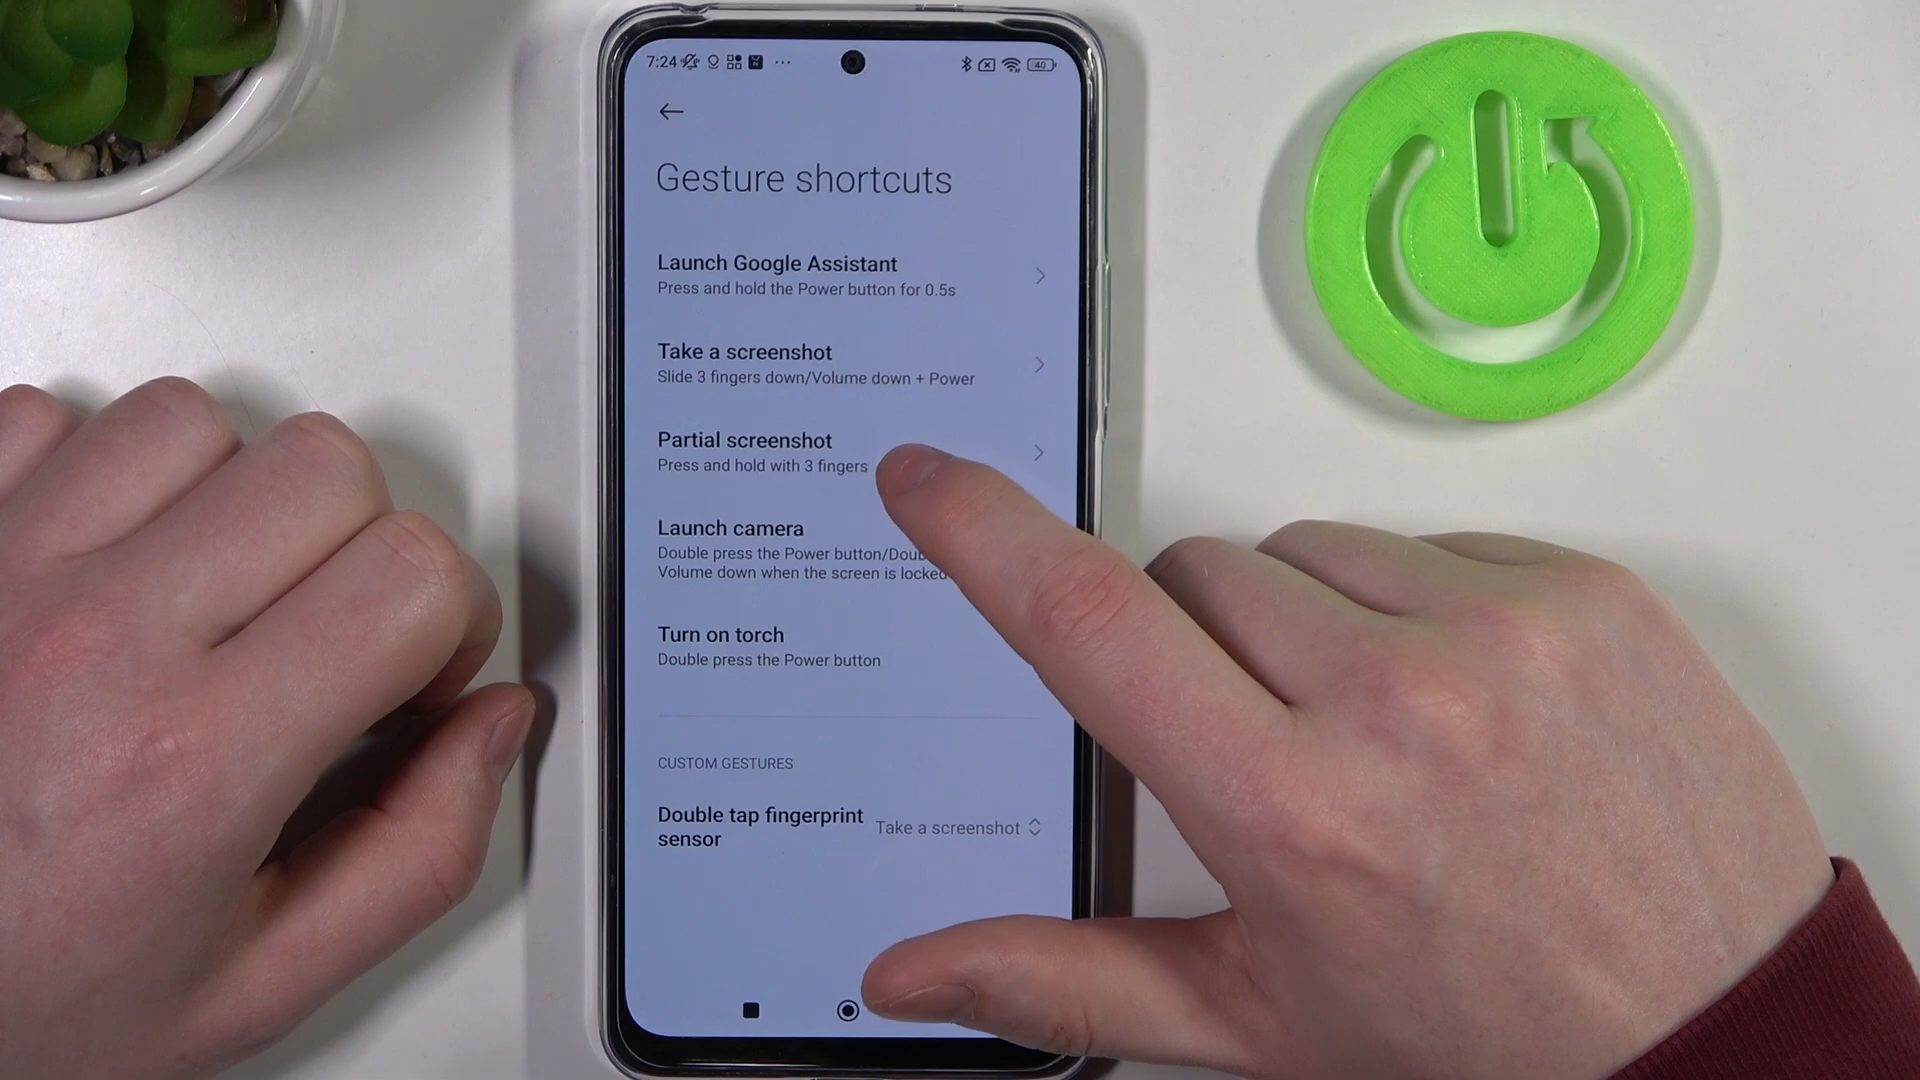 7:24
40
Gesture shortcuts
Launch Google Assistant
Press and hold the Power button for 0.5s
Take a screenshot
Slide 3 fingers down/Volume down + Power
Partial screenshot
Press and hold with 3 fingers
Launch camera
Double press the Power button/Dou
Volume down when the screen is locked
Turn on torch
Double press the Power button
CUSTOM GESTURES
Double tap fingerprint
sensor
Take a screenshot